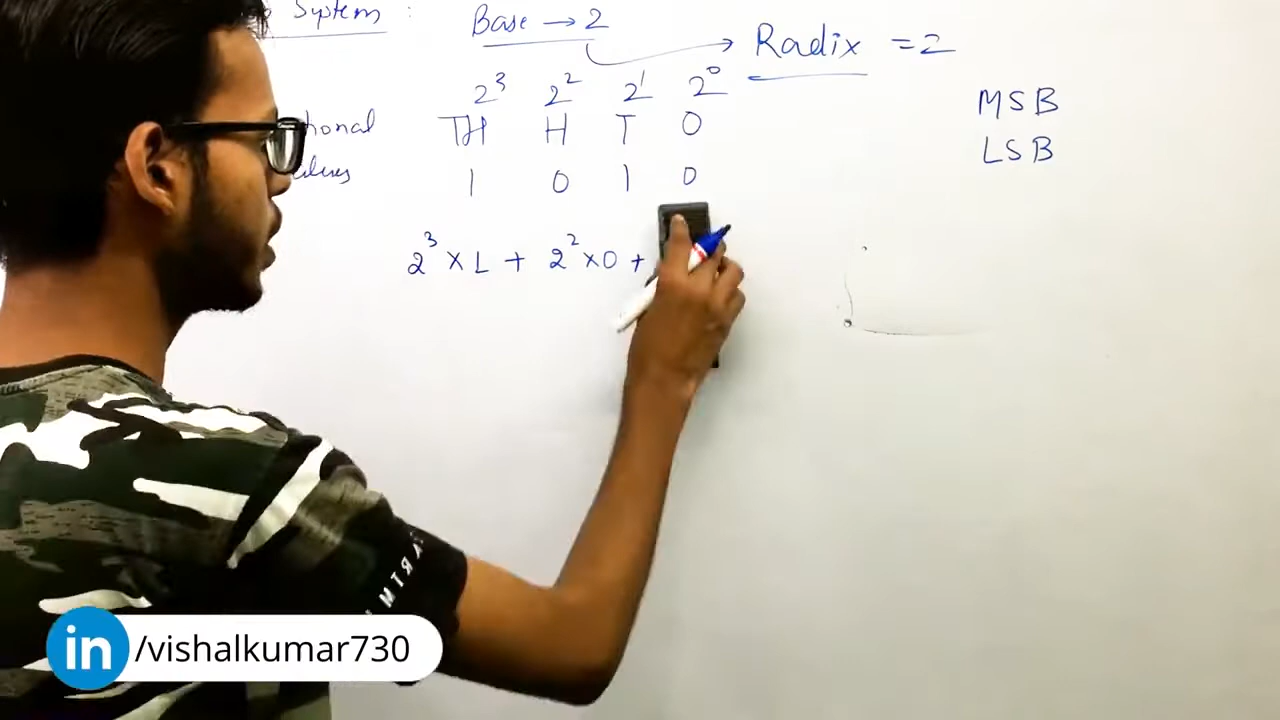 System :
Base → 2
Radix = 2
2³ 2² 2¹ 2⁰
TH H T O
1 0 1 0
MSB
LSB
2³ × 1 + 2² × 0 +
in /vishalkumar730